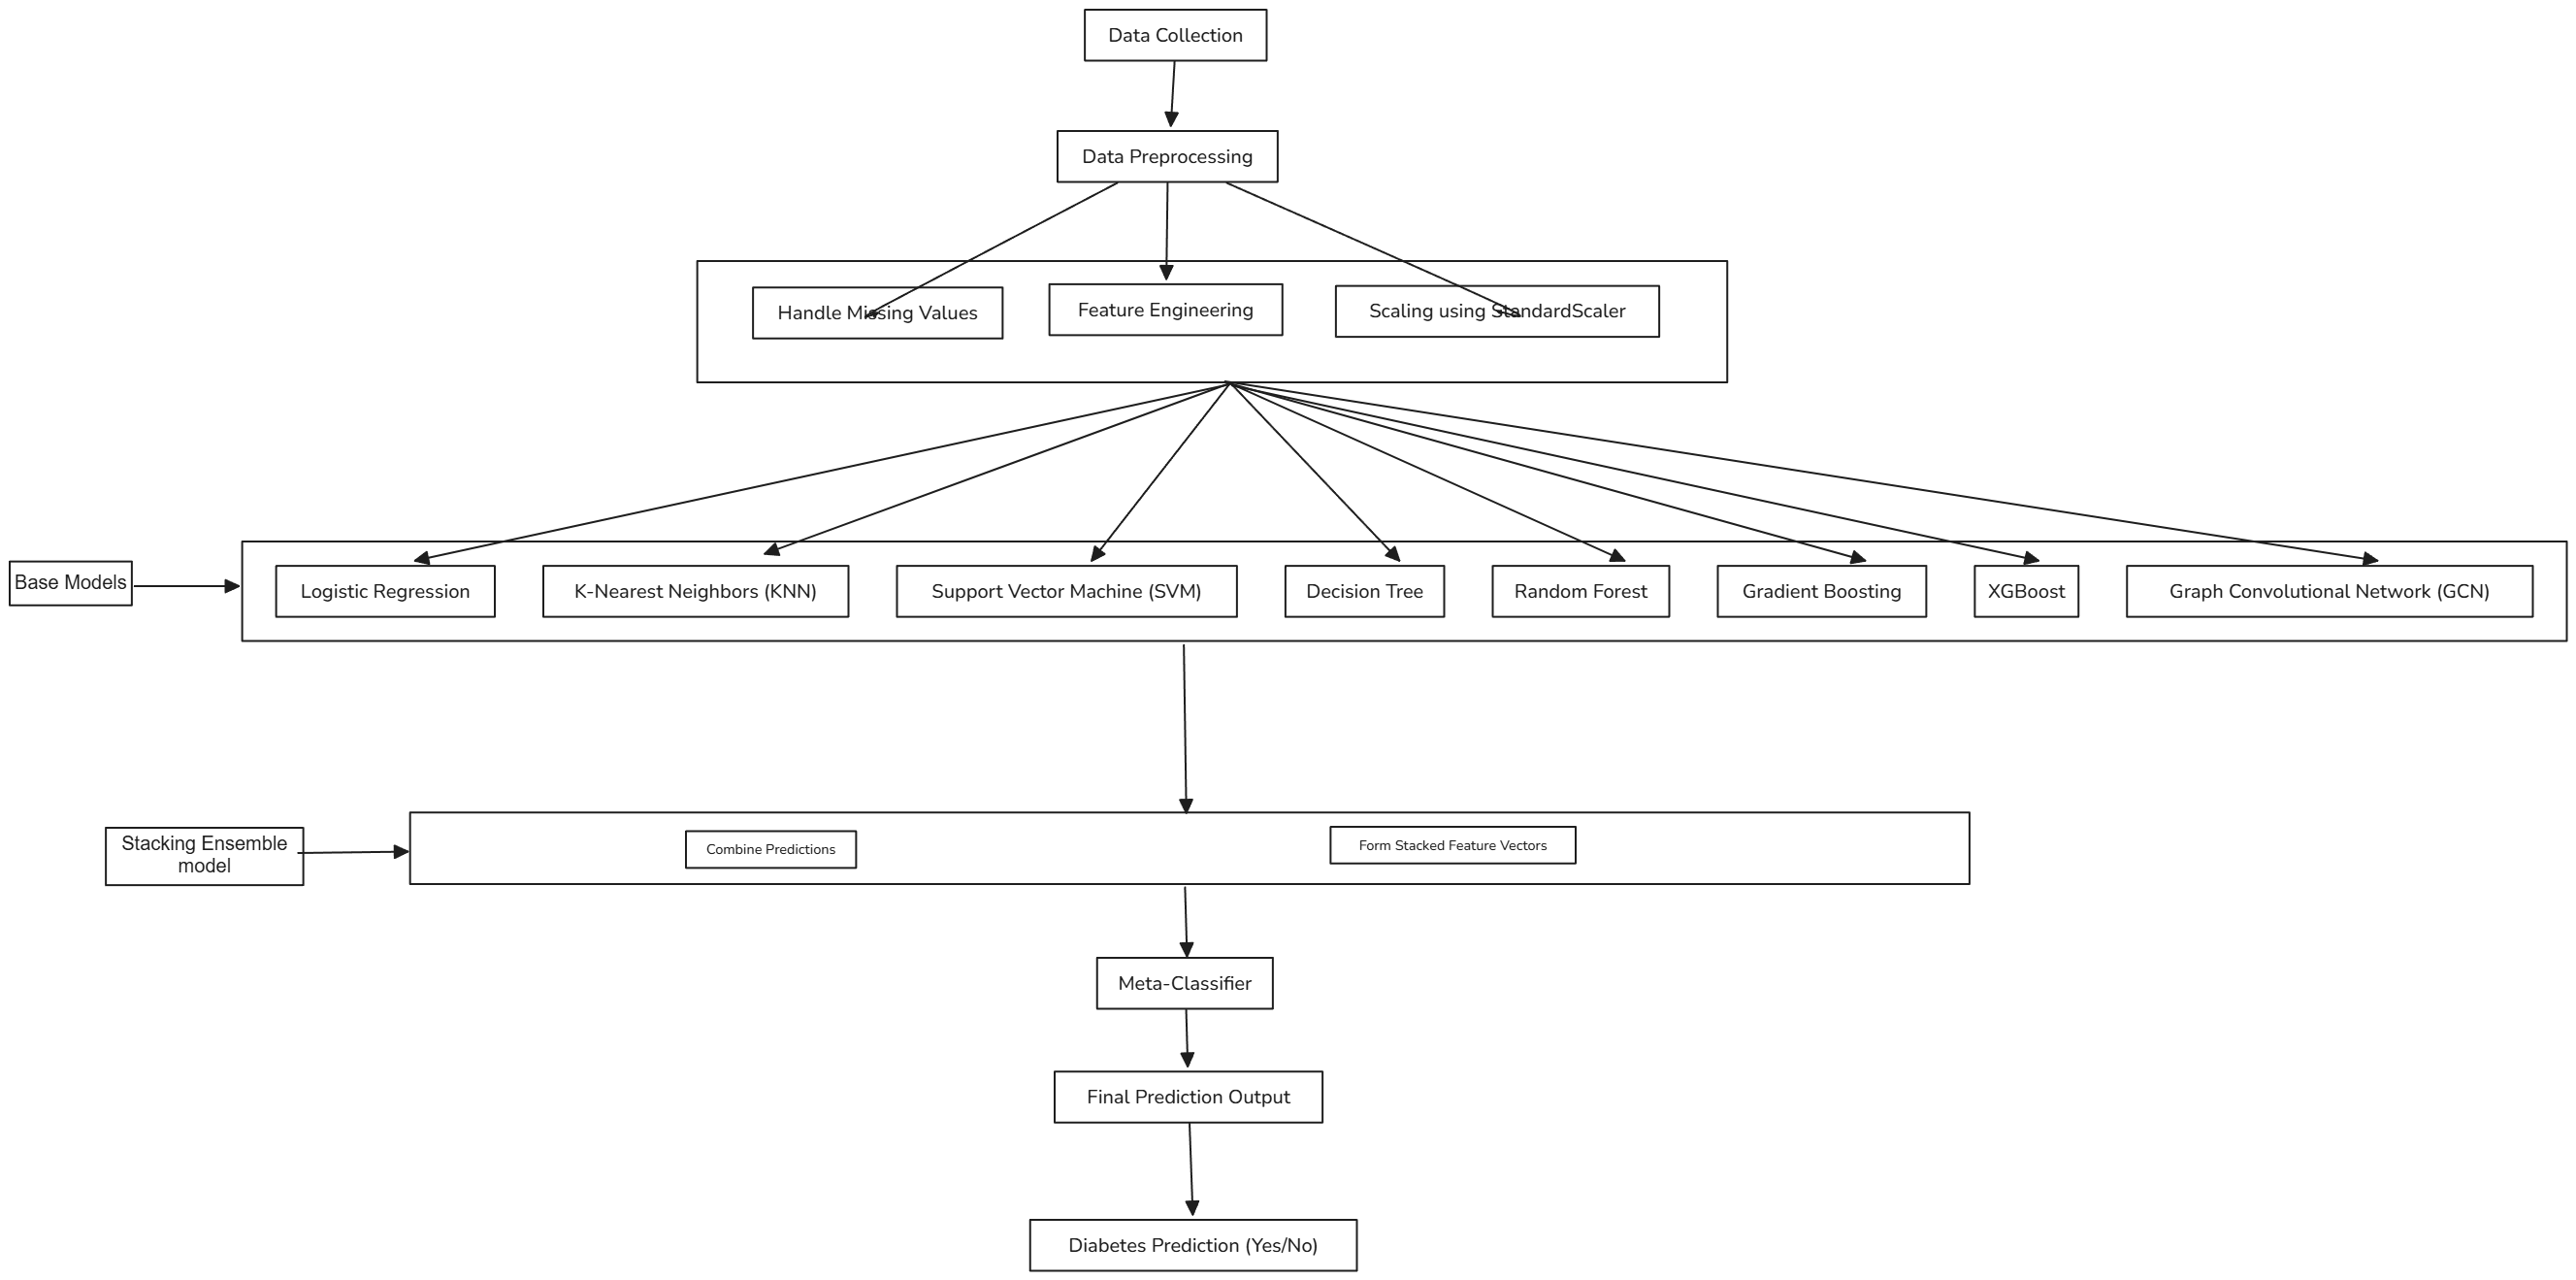 Data Collection
Data Preprocessing
Handle Missing Values
Feature Engineering
Scaling using StandardScaler
Base Models
Logistic Regression
K-Nearest Neighbors (KNN)
Support Vector Machine (SVM)
Decision Tree
Random Forest
Gradient Boosting
XGBoost
Graph Convolutional Network (GCN)
Stacking Ensemble
model
Combine Predictions
Form Stacked Feature Vectors
Meta-Classifier
Final Prediction Output
Diabetes Prediction (Yes/No)